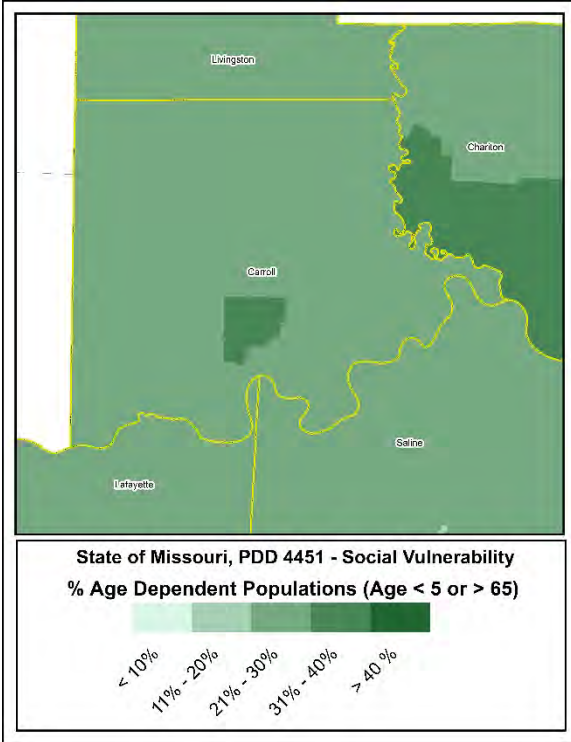 Livingston
Chariton
Carroll
Saline
Lafayette
State of Missouri, PDD 4451 - Social Vulnerability
% Age Dependent Populations (Age < 5 or > 65)
< 10%
11% - 20%
21% - 30%
31% - 40%
> 40 %